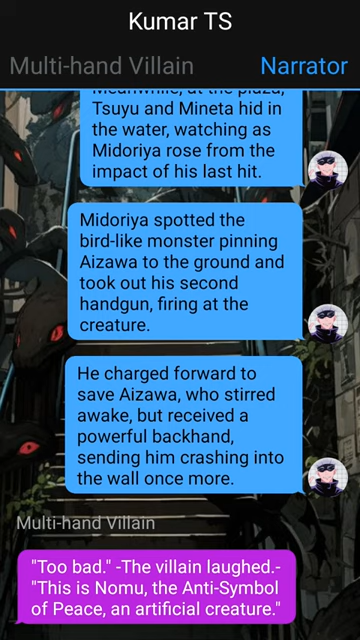 Kumar TS
Multi-hand Villain
Narrator
Meanwhile, at the plaza,
Tsuyu and Mineta hid in
the water, watching as
Midoriya rose from the
impact of his last hit.
Midoriya spotted the
bird-like monster pinning
Aizawa to the ground and
took out his second
handgun, firing at the
creature.
He charged forward to
save Aizawa, who stirred
awake, but received a
powerful backhand,
sending him crashing into
the wall once more.
Multi-hand Villain
"Too bad." -The villain laughed.-
"This is Nomu, the Anti-Symbol
of Peace, an artificial creature."